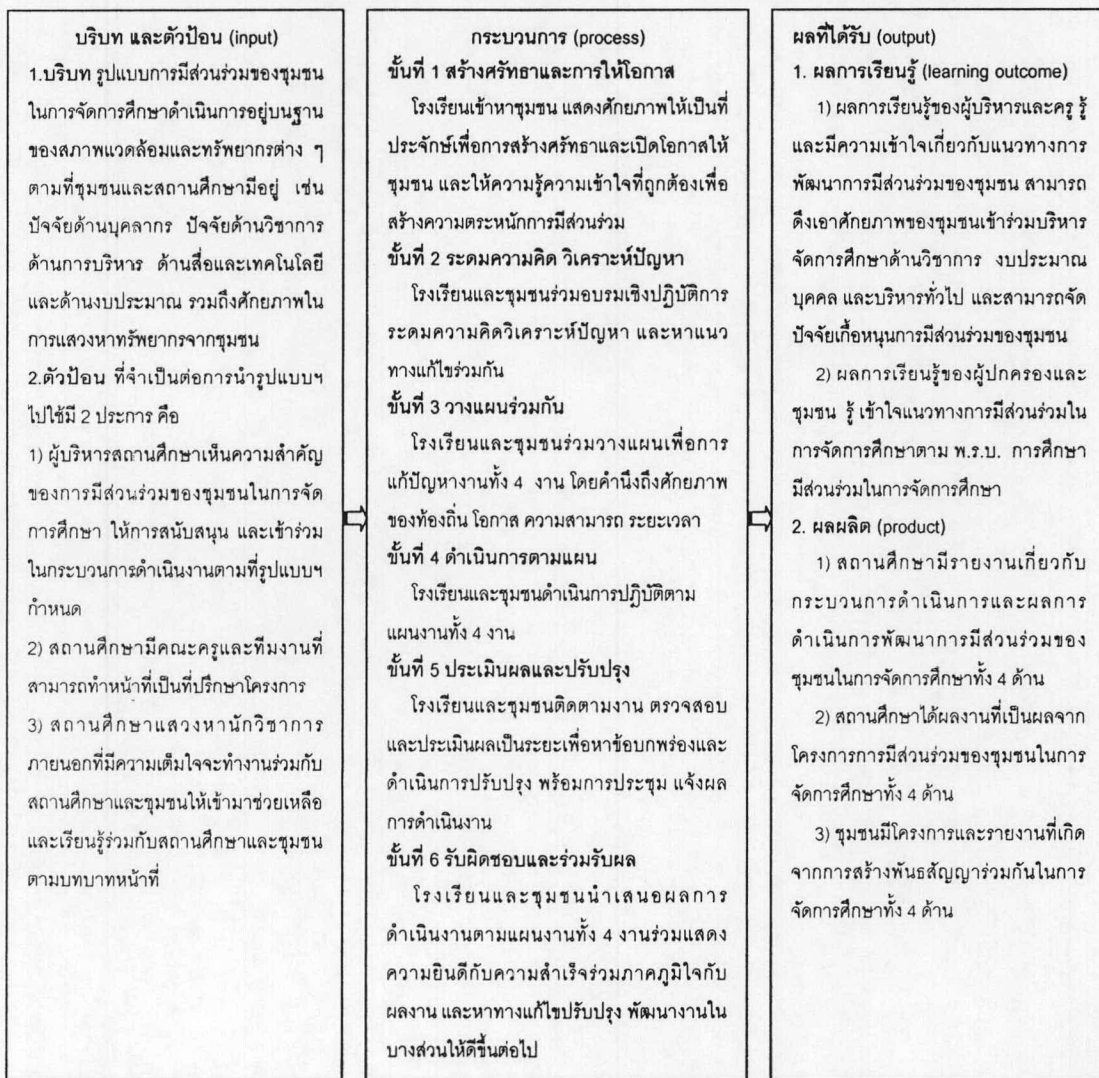 บริบท และตัวป้อน (input)
1.บริบท รูปแบบการมีส่วนร่วมของชุมชน
ในการจัดการศึกษาดำเนินการอยู่บนฐาน
ของสภาพแวดล้อมและทรัพยากรต่าง ๆ
ตามที่ชุมชนและสถานศึกษามีอยู่ เช่น
ปัจจัยด้านบุคลากร ปัจจัยด้านวิชาการ
ด้านการบริหาร ด้านสื่อและเทคโนโลยี
และด้านงบประมาณ รวมถึงศักยภาพใน
การแสวงหาทรัพยากรจากชุมชน
2.ตัวป้อน ที่จำเป็นต่อการนำรูปแบบฯ
ไปใช้มี 2 ประการ คือ
1) ผู้บริหารสถานศึกษาเห็นความสำคัญ
ของการมีส่วนร่วมของชุมชนในการจัด
การศึกษา ให้การสนับสนุน และเข้าร่วม
ในกระบวนการดำเนินงานตามที่รูปแบบฯ
กำหนด
2) สถานศึกษามีคณะครูและทีมงานที่
สามารถทำหน้าที่เป็นที่ปรึกษาโครงการ
3) สถานศึกษาแสวงหานักวิชาการ
ภายนอกที่มีความเต็มใจจะทำงานร่วมกับ
สถานศึกษาและชุมชนให้เข้ามาช่วยเหลือ
และเรียนรู้ร่วมกับสถานศึกษาและชุมชน
ตามบทบาทหน้าที่
กระบวนการ (process)
ขั้นที่ 1 สร้างศรัทธาและการให้โอกาส
โรงเรียนเข้าหาชุมชน แสดงศักยภาพให้เป็นที่
ประจักษ์เพื่อการสร้างศรัทธาและเปิดโอกาสให้
ชุมชน และให้ความรู้ความเข้าใจที่ถูกต้องเพื่อ
สร้างความตระหนักการมีส่วนร่วม
ขั้นที่ 2 ระดมความคิด วิเคราะห์ปัญหา
โรงเรียนและชุมชนร่วมอบรมเชิงปฏิบัติการ
ระดมความคิดวิเคราะห์ปัญหา และหาแนว
ทางแก้ไขร่วมกัน
ขั้นที่ 3 วางแผนร่วมกัน
โรงเรียนและชุมชนร่วมวางแผนเพื่อการ
แก้ปัญหางานทั้ง 4 งาน โดยคำนึงถึงศักยภาพ
ของท้องถิ่น โอกาส ความสามารถ ระยะเวลา
ขั้นที่ 4 ดำเนินการตามแผน
โรงเรียนและชุมชนดำเนินการปฏิบัติตาม
แผนงานทั้ง 4 งาน
ขั้นที่ 5 ประเมินผลและปรับปรุง
โรงเรียนและชุมชนติดตามงาน ตรวจสอบ
และประเมินผลเป็นระยะเพื่อหาข้อบกพร่องและ
ดำเนินการปรับปรุง พร้อมการประชุม แจ้งผล
การดำเนินงาน
ขั้นที่ 6 รับผิดชอบและร่วมรับผล
โรงเรียนและชุมชนนำเสนอผลการ
ดำเนินงานตามแผนงานทั้ง 4 งานร่วมแสดง
ความยินดีกับความสำเร็จร่วมภาคภูมิใจกับ
ผลงาน และหาทางแก้ไขปรับปรุง พัฒนางานใน
บางส่วนให้ดีขึ้นต่อไป
ผลที่ได้รับ (output)
1. ผลการเรียนรู้ (learning outcome)
1) ผลการเรียนรู้ของผู้บริหารและครู รู้
และมีความเข้าใจเกี่ยวกับแนวทางการ
พัฒนาการมีส่วนร่วมของชุมชน สามารถ
ดึงเอาศักยภาพของชุมชนเข้าร่วมบริหาร
จัดการศึกษาด้านวิชาการ งบประมาณ
บุคคล และบริหารทั่วไป และสามารถจัด
ปัจจัยเกื้อหนุนการมีส่วนร่วมของชุมชน
2) ผลการเรียนรู้ของผู้ปกครองและ
ชุมชน รู้ เข้าใจแนวทางการมีส่วนร่วมใน
การจัดการศึกษาตาม พ.ร.บ. การศึกษา
มีส่วนร่วมในการจัดการศึกษา
2. ผลผลิต (product)
1) สถานศึกษามีรายงานเกี่ยวกับ
กระบวนการดำเนินการและผลการ
ดำเนินการพัฒนาการมีส่วนร่วมของ
ชุมชนในการจัดการศึกษาทั้ง 4 ด้าน
2) สถานศึกษาได้ผลงานที่เป็นผลจาก
โครงการการมีส่วนร่วมของชุมชนในการ
จัดการศึกษาทั้ง 4 ด้าน
3) ชุมชนมีโครงการและรายงานที่เกิด
จากการสร้างพันธสัญญาร่วมกันในการ
จัดการศึกษาทั้ง 4 ด้าน